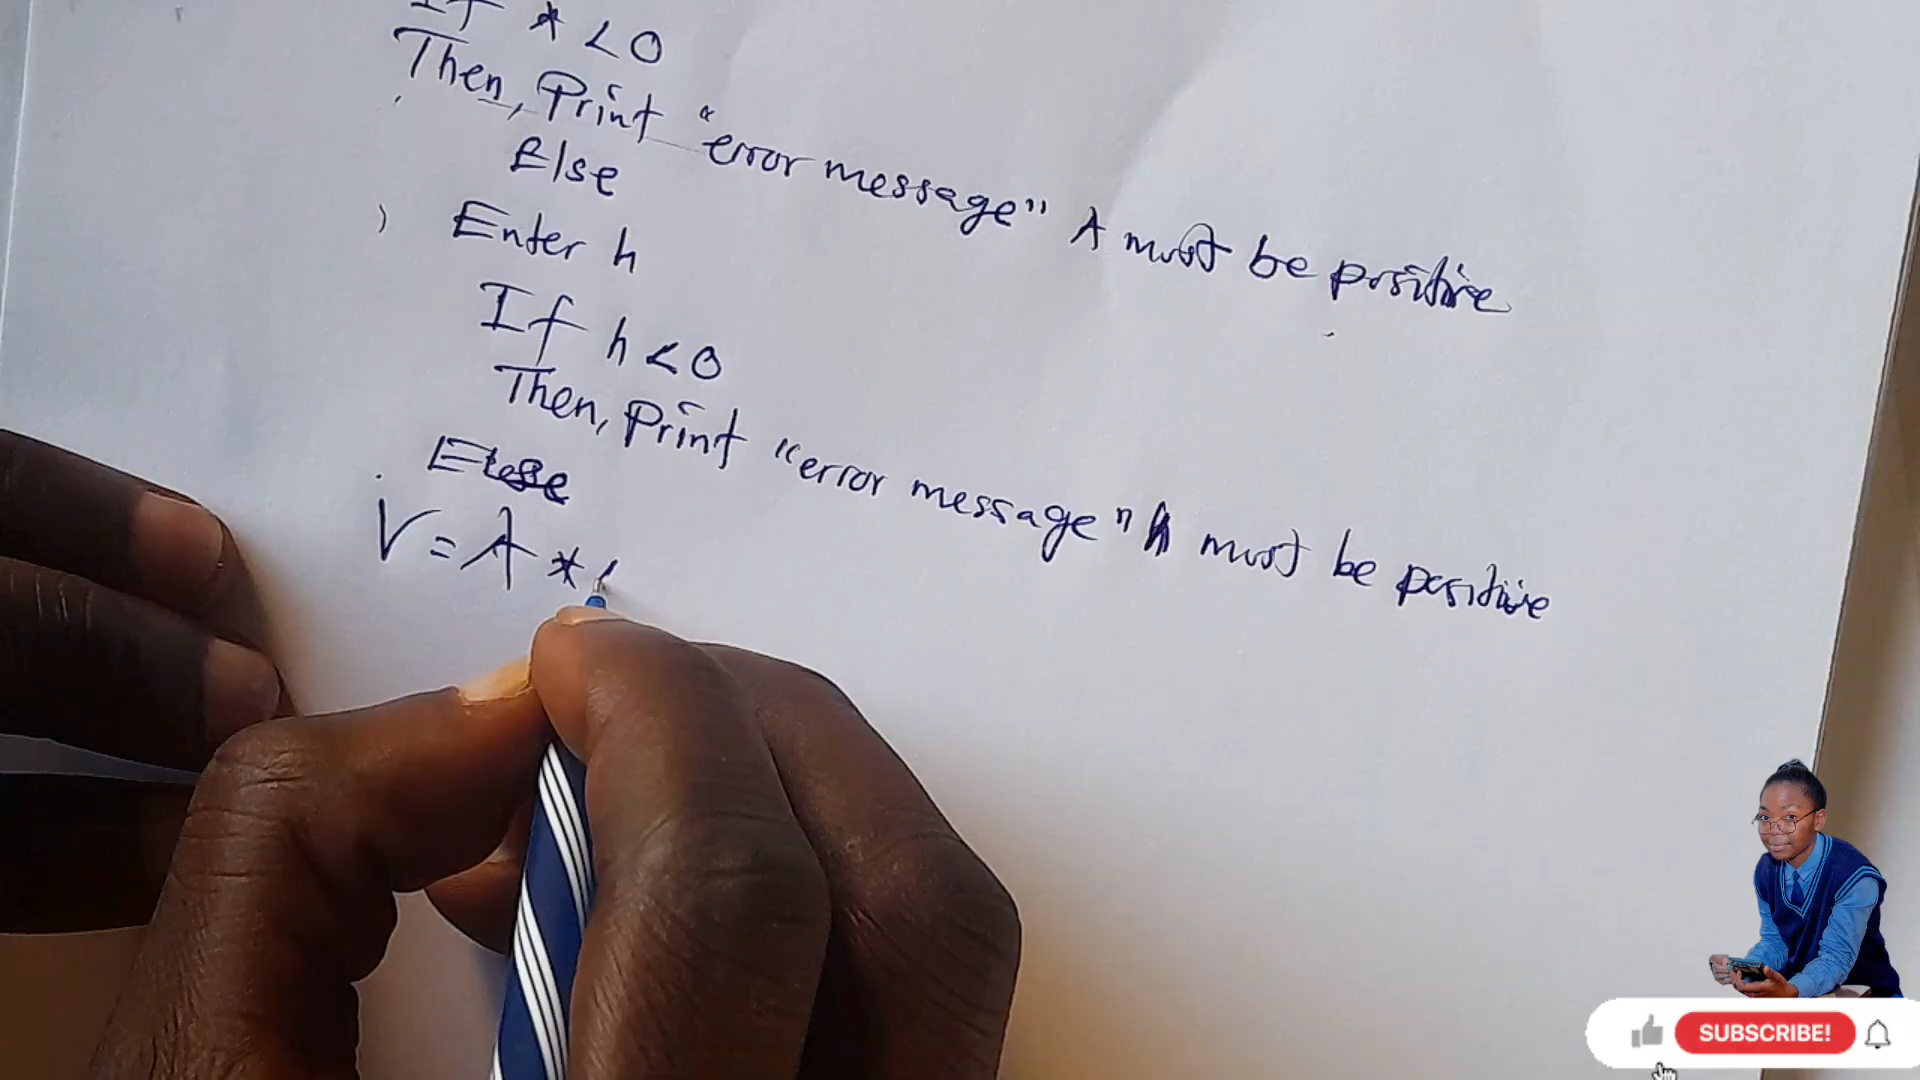 If * < 0
Then, Print "error message" A must be positive
Else
Enter h
If h < 0
Then, Print "error message" h must be positive
Else
V = A *
SUBSCRIBE!